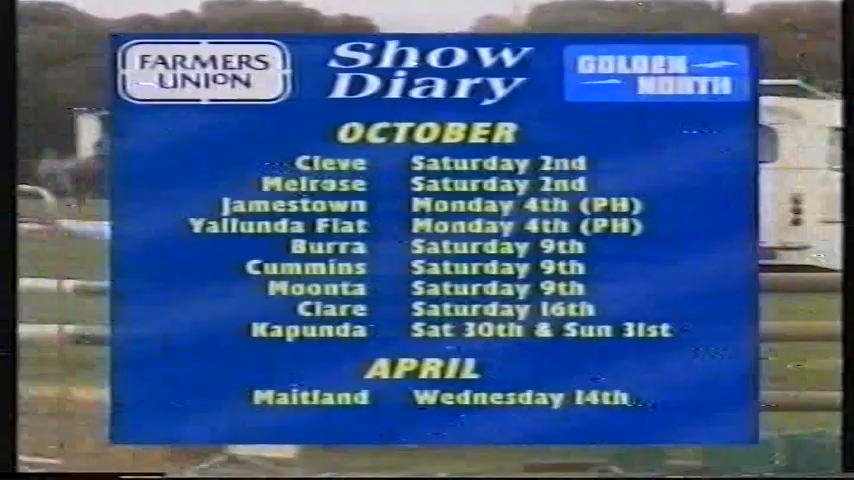 FARMERS UNION
Show Diary
GOLDEN NORTH
OCTOBER
Cleve Saturday 2nd
Melrose Saturday 2nd
Jamestown Monday 4th (PH)
Yallunda Flat Monday 4th (PH)
Burra Saturday 9th
Cummins Saturday 9th
Moonta Saturday 9th
Clare Saturday 16th
Kapunda Sat 30th & Sun 31st
APRIL
Maitland Wednesday 14th